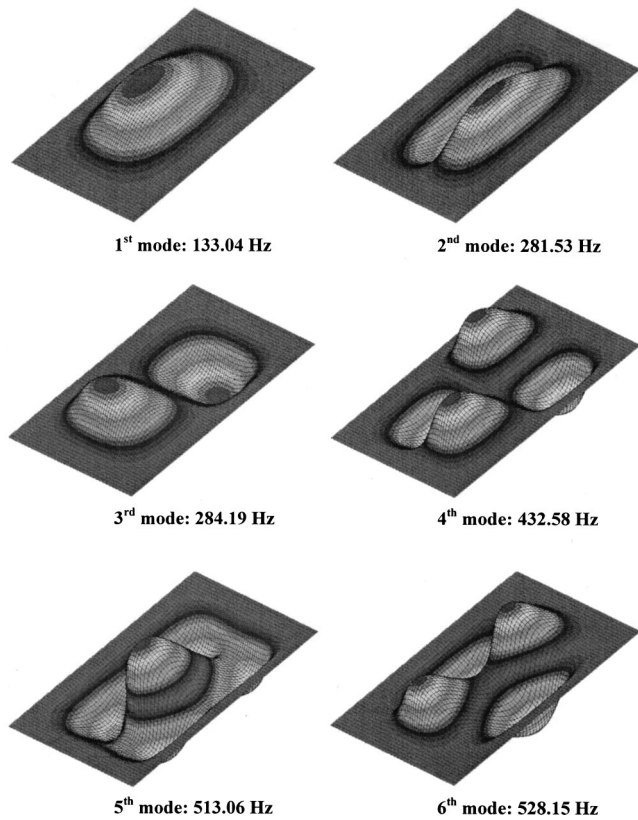 1st mode: 133.04 Hz
2nd mode: 281.53 Hz
3rd mode: 284.19 Hz
4th mode: 432.58 Hz
5th mode: 513.06 Hz
6th mode: 528.15 Hz